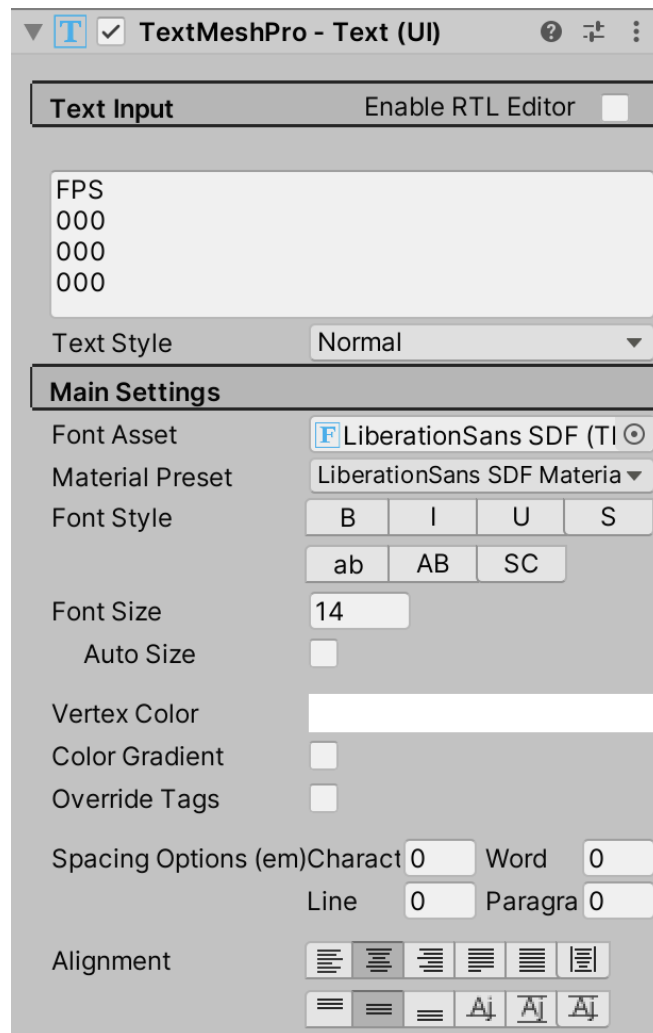 TextMeshPro - Text (UI)
Text Input Enable RTL Editor
FPS
000
000
000
Text Style Normal
Main Settings
Font Asset F LiberationSans SDF (T
Material Preset LiberationSans SDF Materia
Font Style B I U S
ab AB SC
Font Size 14
Auto Size
Vertex Color
Color Gradient
Override Tags
Spacing Options (em) Charact 0 Word 0
Line 0 Paragra 0
Alignment